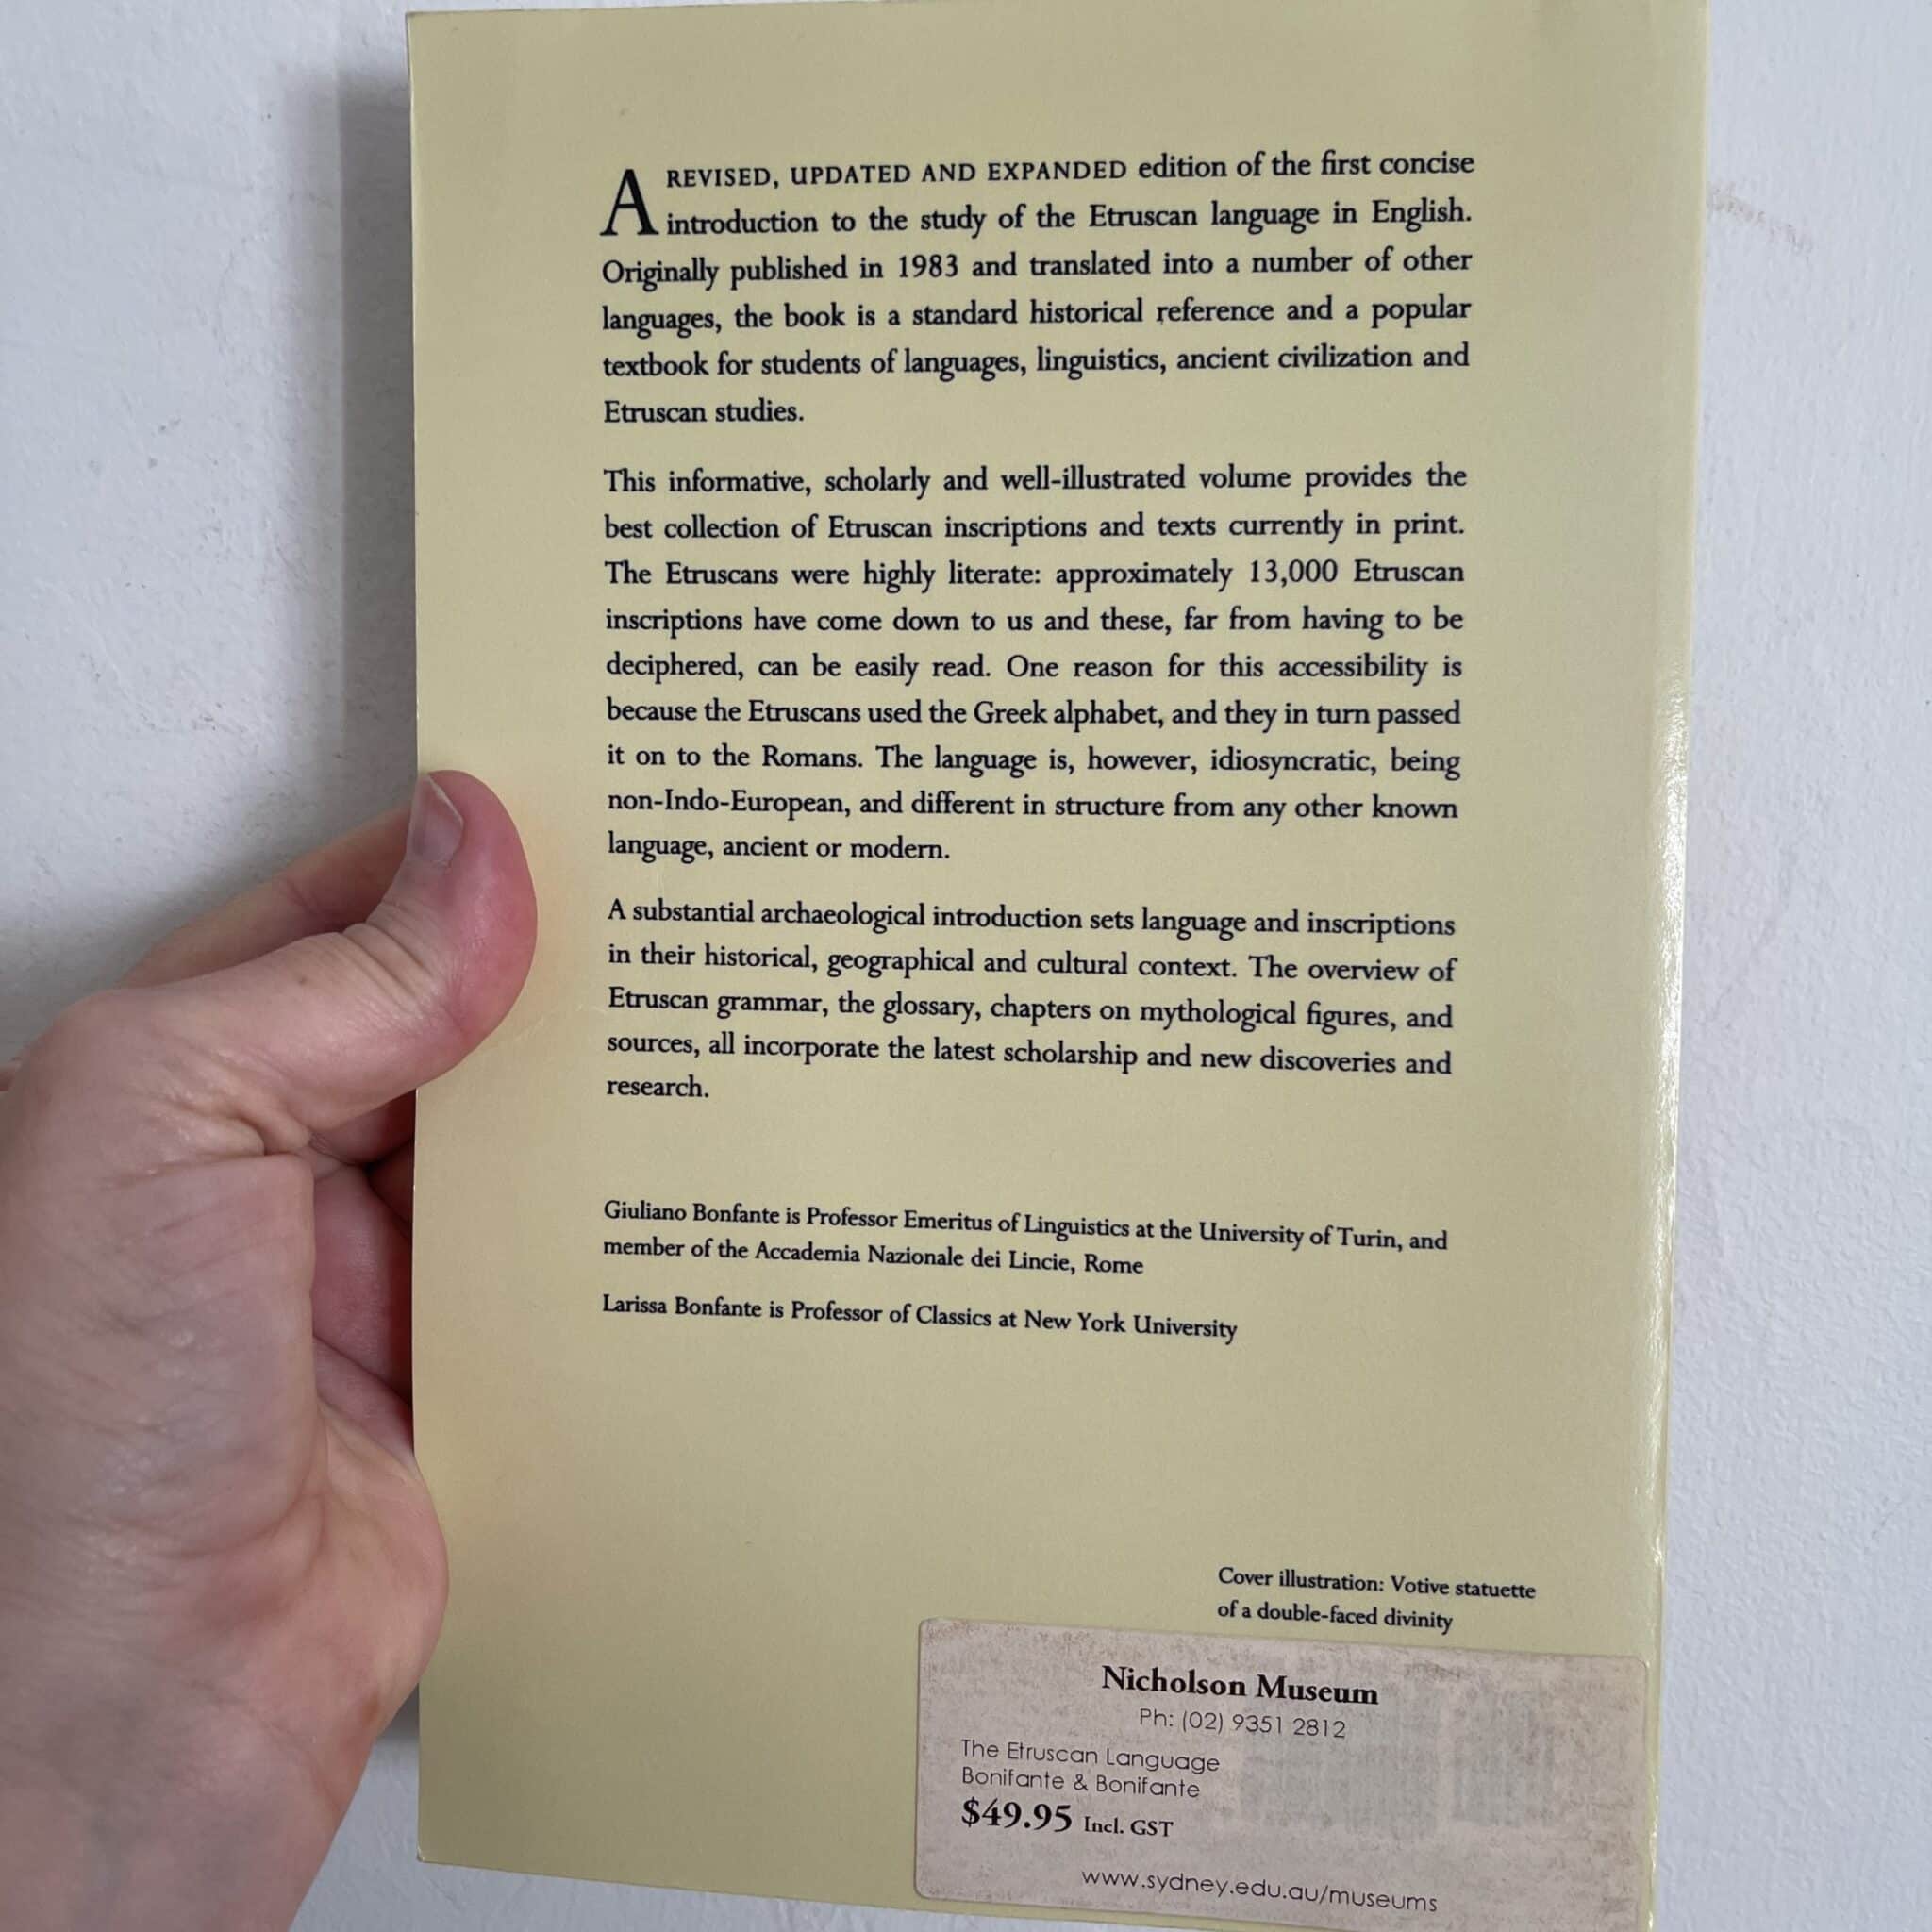 A REVISED, UPDATED AND EXPANDED edition of the first concise
introduction to the study of the Etruscan language in English.
Originally published in 1983 and translated into a number of other
languages, the book is a standard historical reference and a popular
textbook for students of languages, linguistics, ancient civilization and
Etruscan studies.
This informative, scholarly and well-illustrated volume provides the
best collection of Etruscan inscriptions and texts currently in print.
The Etruscans were highly literate: approximately 13,000 Etruscan
inscriptions have come down to us and these, far from having to be
deciphered, can be easily read. One reason for this accessibility is
because the Etruscans used the Greek alphabet, and they in turn passed
it on to the Romans. The language is, however, idiosyncratic, being
non-Indo-European, and different in structure from any other known
language, ancient or modern.
A substantial archaeological introduction sets language and inscriptions
in their historical, geographical and cultural context. The overview of
Etruscan grammar, the glossary, chapters on mythological figures, and
sources, all incorporate the latest scholarship and new discoveries and
research.
Giuliano Bonfante is Professor Emeritus of Linguistics at the University of Turin, and
member of the Accademia Nazionale dei Lincie, Rome
Larissa Bonfante is Professor of Classics at New York University
Cover illustration: Votive statuette
of a double-faced divinity
Nicholson Museum
Ph: (02) 9351 2812
The Etruscan Language
Bonifante & Bonifante
$49.95 Incl. GST
www.sydney.edu.au/museums